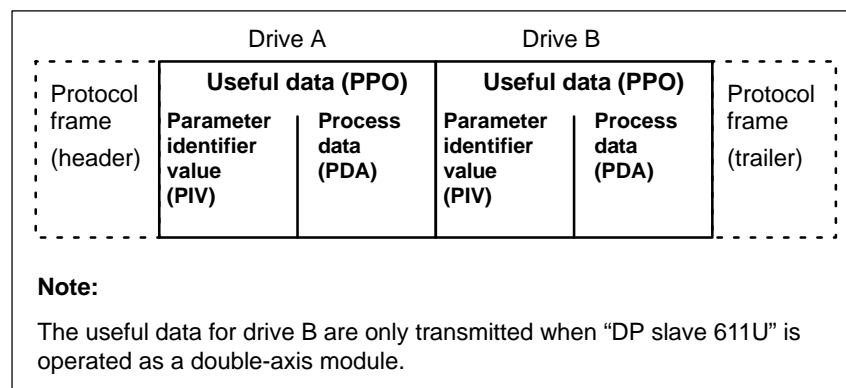 Drive A
Drive B
Protocol
frame
(header)
Useful data (PPO)
Parameter
identifier
value
(PIV)
Process
data
(PDA)
Useful data (PPO)
Parameter
identifier
value
(PIV)
Process
data
(PDA)
Protocol
frame
(trailer)
Note:
The useful data for drive B are only transmitted when “DP slave 611U” is
operated as a double-axis module.